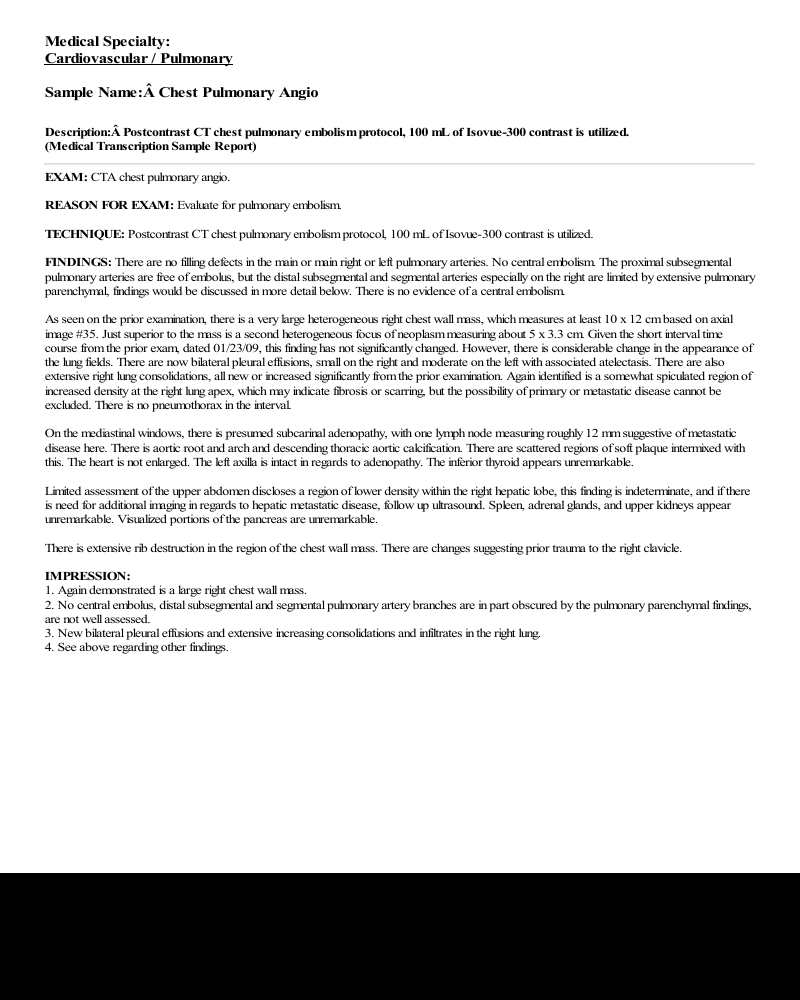 Medical Specialty:
Cardiovascular / Pulmonary
Sample Name:Â Chest Pulmonary Angio
Description:Â Postcontrast CT chest pulmonary embolism protocol, 100 mL of Isovue-300 contrast is utilized.
(Medical Transcription Sample Report)
EXAM: CTA chest pulmonary angio.
REASON FOR EXAM: Evaluate for pulmonary embolism.
TECHNIQUE: Postcontrast CT chest pulmonary embolism protocol, 100 mL of Isovue-300 contrast is utilized.
FINDINGS: There are no filling defects in the main or main right or left pulmonary arteries. No central embolism. The proximal subsegmental
pulmonary arteries are free of embolus, but the distal subsegmental and segmental arteries especially on the right are limited by extensive pulmonary
parenchymal, findings would be discussed in more detail below. There is no evidence of a central embolism.
As seen on the prior examination, there is a very large heterogeneous right chest wall mass, which measures at least 10 x 12 cm based on axial
image #35. Just superior to the mass is a second heterogeneous focus of neoplasm measuring about 5 x 3.3 cm. Given the short interval time
course from the prior exam, dated 01/23/09, this finding has not significantly changed. However, there is considerable change in the appearance of
the lung fields. There are now bilateral pleural effusions, small on the right and moderate on the left with associated atelectasis. There are also
extensive right lung consolidations, all new or increased significantly from the prior examination. Again identified is a somewhat spiculated region of
increased density at the right lung apex, which may indicate fibrosis or scarring, but the possibility of primary or metastatic disease cannot be
excluded. There is no pneumothorax in the interval.
On the mediastinal windows, there is presumed subcarinal adenopathy, with one lymph node measuring roughly 12 mm suggestive of metastatic
disease here. There is aortic root and arch and descending thoracic aortic calcification. There are scattered regions of soft plaque intermixed with
this. The heart is not enlarged. The left axilla is intact in regards to adenopathy. The inferior thyroid appears unremarkable.
Limited assessment of the upper abdomen discloses a region of lower density within the right hepatic lobe, this finding is indeterminate, and if there
is need for additional imaging in regards to hepatic metastatic disease, follow up ultrasound. Spleen, adrenal glands, and upper kidneys appear
unremarkable. Visualized portions of the pancreas are unremarkable.
There is extensive rib destruction in the region of the chest wall mass. There are changes suggesting prior trauma to the right clavicle.
IMPRESSION:
1. Again demonstrated is a large right chest wall mass.
2. No central embolus, distal subsegmental and segmental pulmonary artery branches are in part obscured by the pulmonary parenchymal findings,
are not well assessed.
3. New bilateral pleural effusions and extensive increasing consolidations and infiltrates in the right lung.
4. See above regarding other findings.